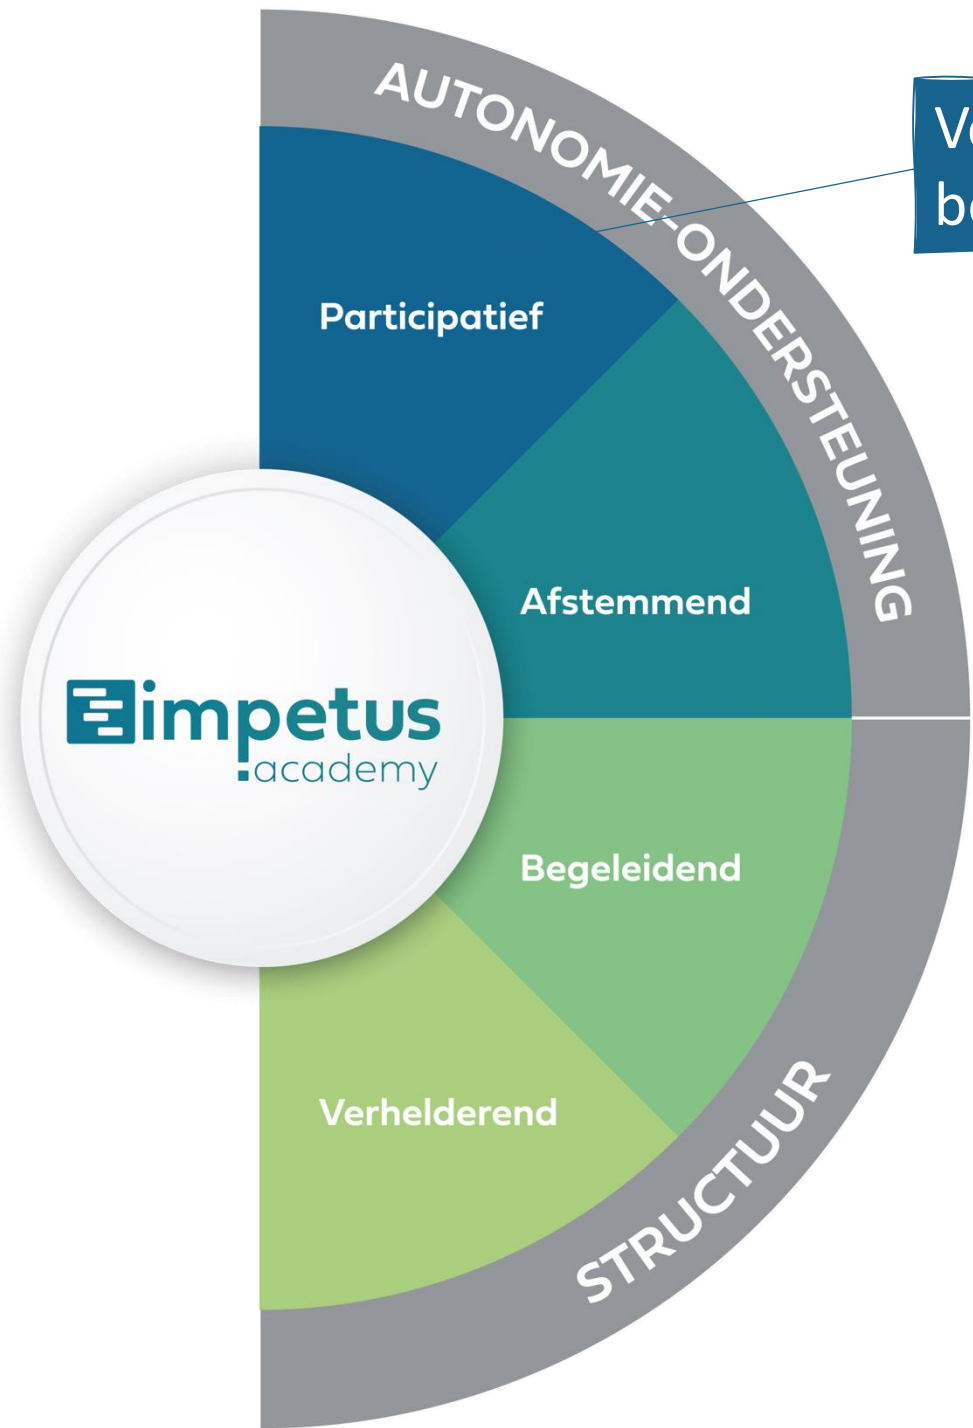 AUTONOMIE-ONDERSTEUNING
Participatief
Afstemmend
impetus
academy
Begeleidend
Verhelderend
STRUCTUUR